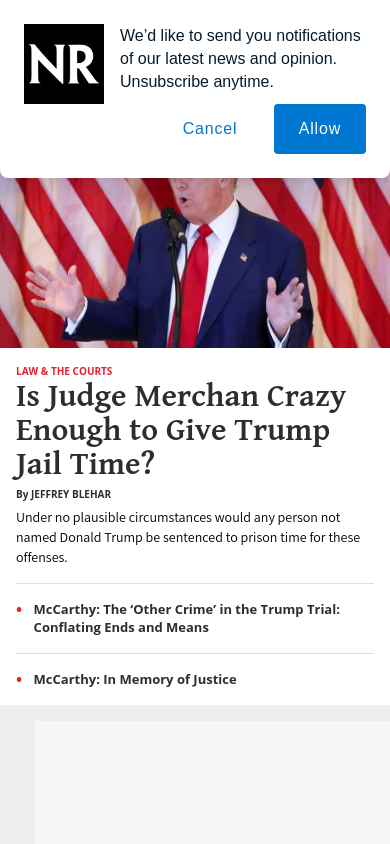 NR
We’d like to send you notifications
of our latest news and opinion.
Unsubscribe anytime.
Cancel
Allow
LAW & THE COURTS
Is Judge Merchan Crazy
Enough to Give Trump
Jail Time?
By JEFFREY BLEHAR
Under no plausible circumstances would any person not
named Donald Trump be sentenced to prison time for these
offenses.
• McCarthy: The ‘Other Crime’ in the Trump Trial:
Conflating Ends and Means
• McCarthy: In Memory of Justice